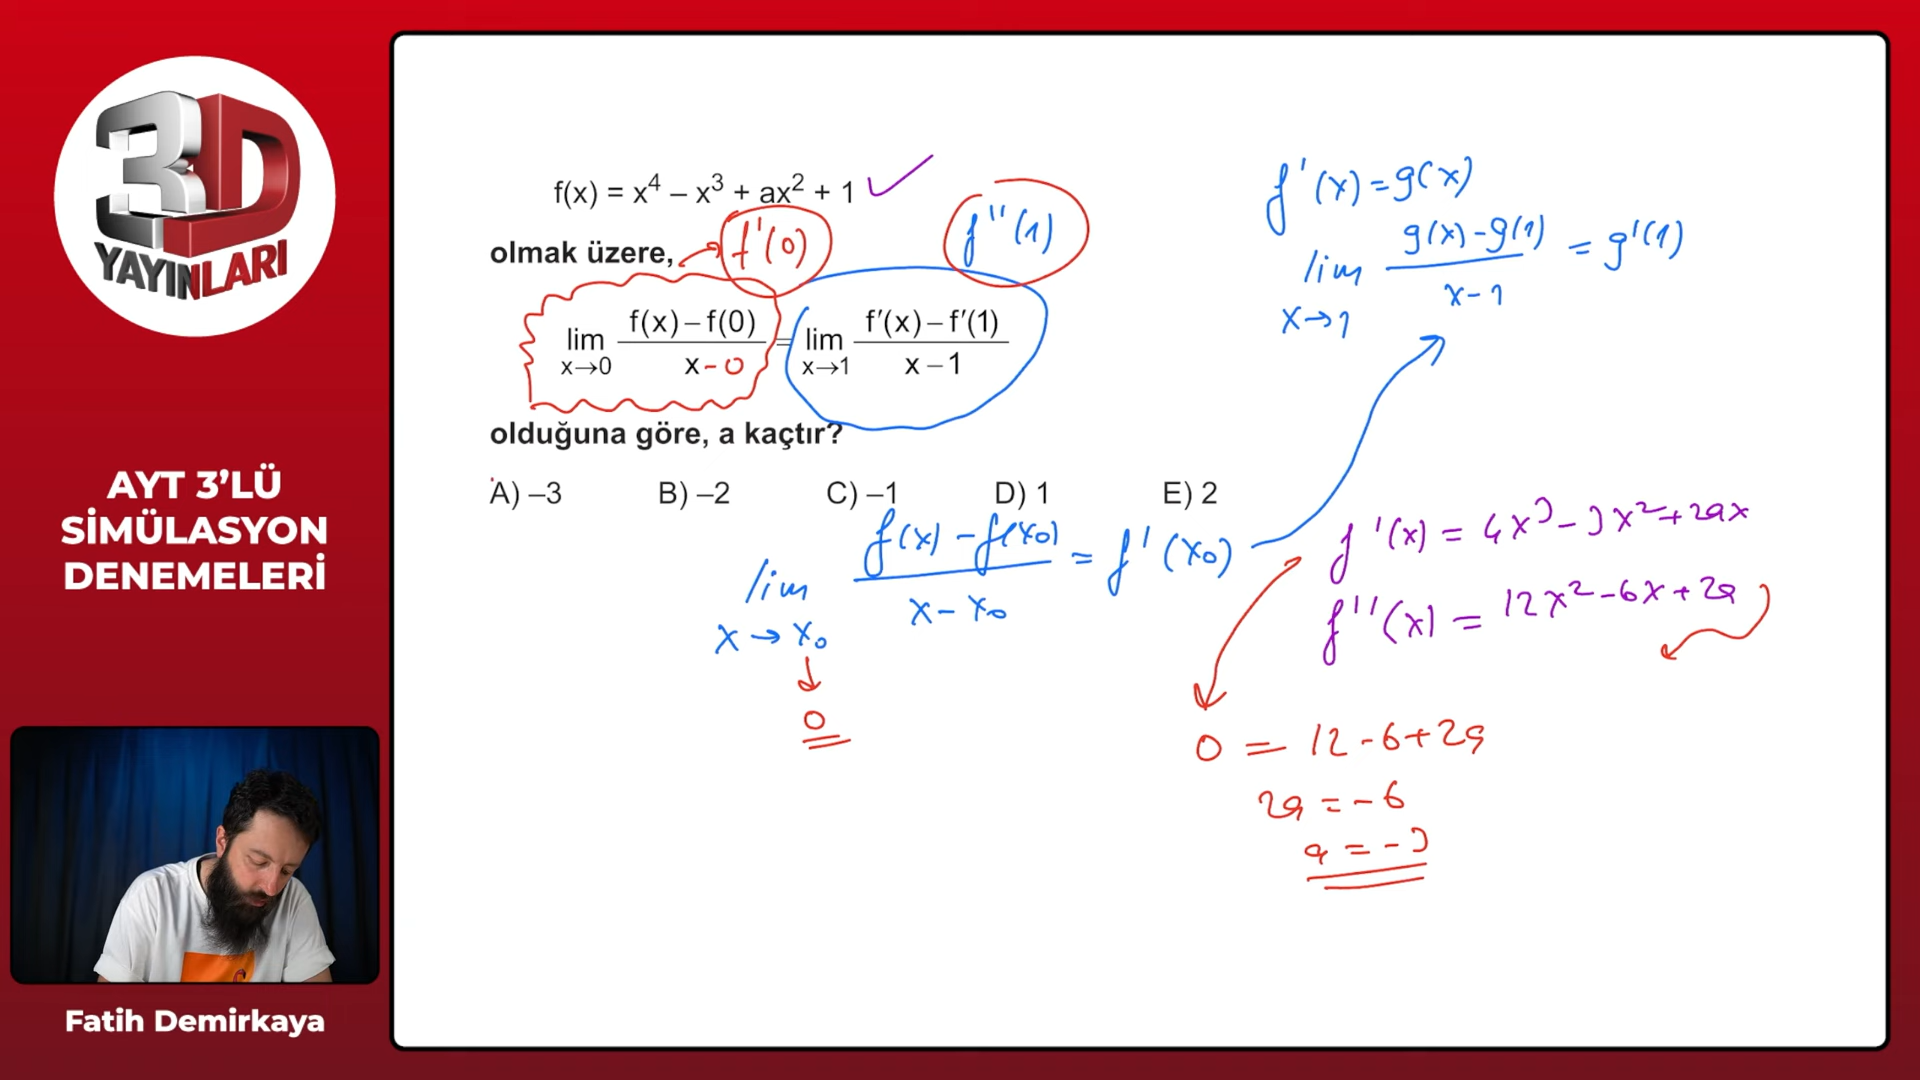 3D
YAYINLARI
AYT 3'LÜ
SİMÜLASYON
DENEMELERİ
Fatih Demirkaya
f(x) = x⁴ – x³ + ax² + 1
olmak üzere, f'(0) f''(1)
lim x→0 f(x) – f(0) / x - 0 = lim x→1 f′(x) – f′(1) / x – 1
olduğuna göre, a kaçtır?
A) –3 B) –2 C) –1 D) 1 E) 2
lim x→x₀ f(x) - f(x₀) / x - x₀ = f'(x₀)
0
f'(x) = g(x)
lim x→1 g(x) - g(1) / x - 1 = g'(1)
f'(x) = 4x³ - 3x² + 2ax
f''(x) = 12x² - 6x + 2a
0 = 12 - 6 + 2a
2a = -6
a = -3